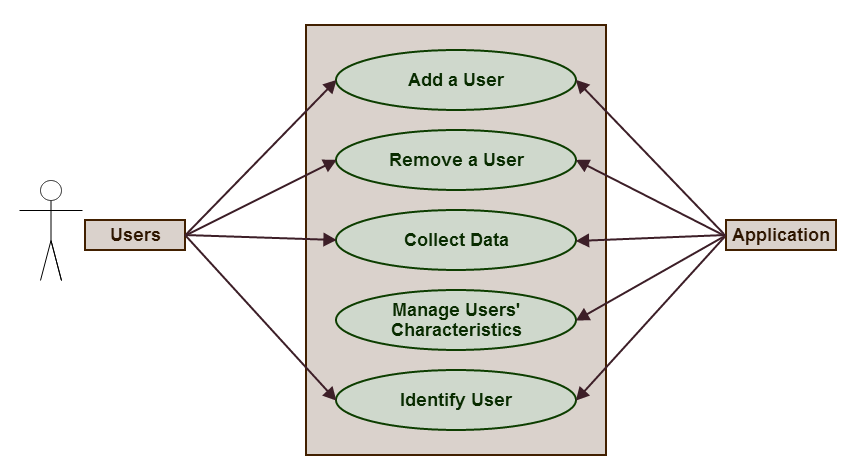 Add a User
Remove a User
Users
Collect Data
Application
Manage Users'
Characteristics
Identify User